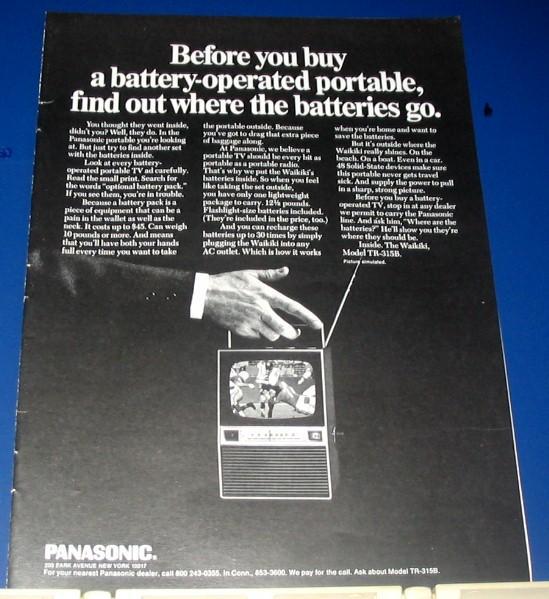 Before you buy
a battery-operated portable,
find out where the batteries go.
You thought they went inside,
didn't you? Well, they do. In the
Panasonic portable you're looking
at. But just try to find another set
with the batteries inside.
Look at every battery-
operated portable TV carefully.
Read the small print. Search for
the words "optional battery pack."
If you see them, you're in trouble.
Because a battery pack is a
piece of equipment that can be a
pain in the wallet as well as the
neck. It costs up to $45. Can weigh
10 pounds or more. And means
that you'll have both your hands
full every time you want to take
the portable outside. Because
you've got to drag that extra piece
of baggage along.
At Panasonic, we believe a
portable TV should be every bit as
portable as a portable radio.
That's why we put the Waikiki's
batteries inside. So when you feel
like taking the set outside,
you have only one lightweight
package to carry. 12½ pounds.
Flashlight-size batteries included.
(They're included in the price, too.)
And you can recharge these
batteries up to 30 times by simply
plugging the Waikiki into any
AC outlet. Which is how it works
when you're home and want to
save the batteries.
But it's outside where the
Waikiki really shines. On the
beach. On a boat. Even in a car.
48 Solid-State devices make sure
this portable never gets travel
sick. And supply the power to pull
in a sharp, strong picture.
Before you buy a battery-
operated TV, stop in at any dealer
we permit to carry the Panasonic
line. And ask him, "Where are the
batteries?" He'll show you they're
where they should be.
Inside. The Waikiki,
Model TR-315B.
Picture simulated.
PANASONIC.
200 PARK AVENUE NEW YORK 10017
For your nearest Panasonic dealer, call 800 243-0355. In Conn., 853-3600. We pay for the call. Ask about Model TR-315B.